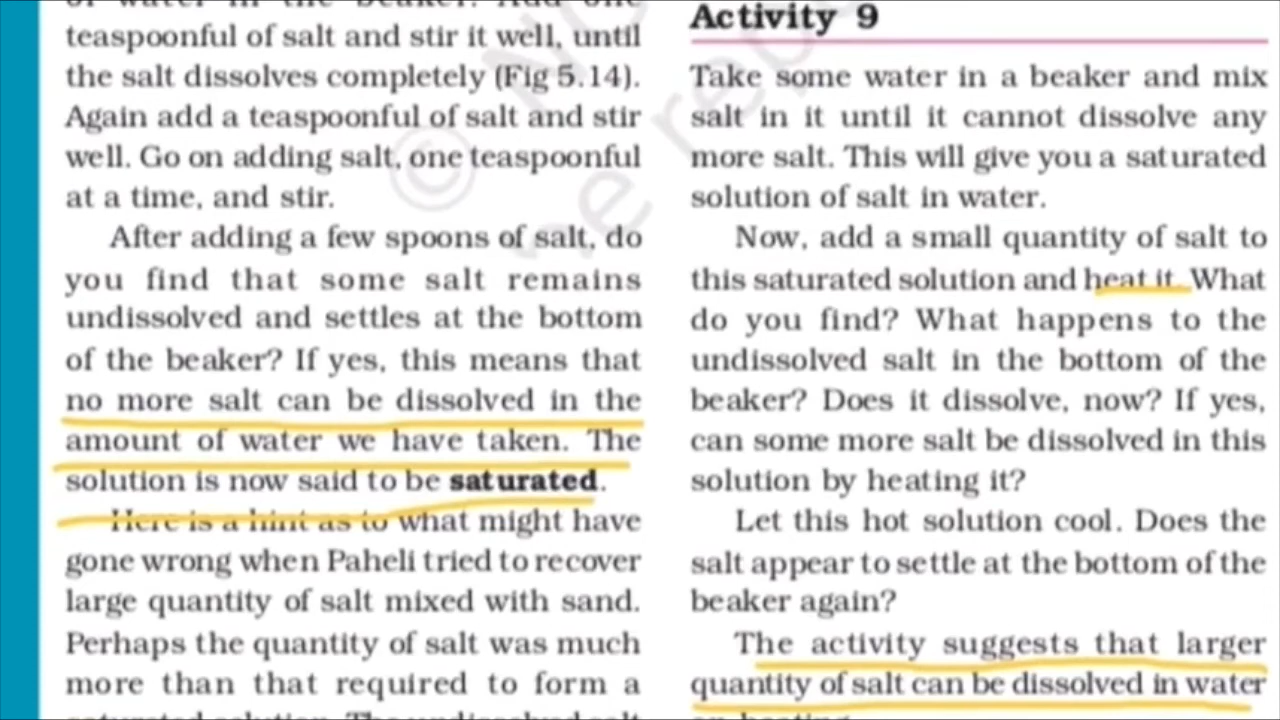 teaspoonful of salt and stir it well, until
the salt dissolves completely (Fig 5.14).
Again add a teaspoonful of salt and stir
well. Go on adding salt, one teaspoonful
at a time, and stir.
After adding a few spoons of salt, do
you find that some salt remains
undissolved and settles at the bottom
of the beaker? If yes, this means that
no more salt can be dissolved in the
amount of water we have taken. The
solution is now said to be saturated.
Here is a hint as to what might have
gone wrong when Paheli tried to recover
large quantity of salt mixed with sand.
Perhaps the quantity of salt was much
more than that required to form a
Activity 9
Take some water in a beaker and mix
salt in it until it cannot dissolve any
more salt. This will give you a saturated
solution of salt in water.
Now, add a small quantity of salt to
this saturated solution and heat it. What
do you find? What happens to the
undissolved salt in the bottom of the
beaker? Does it dissolve, now? If yes,
can some more salt be dissolved in this
solution by heating it?
Let this hot solution cool. Does the
salt appear to settle at the bottom of the
beaker again?
The activity suggests that larger
quantity of salt can be dissolved in water